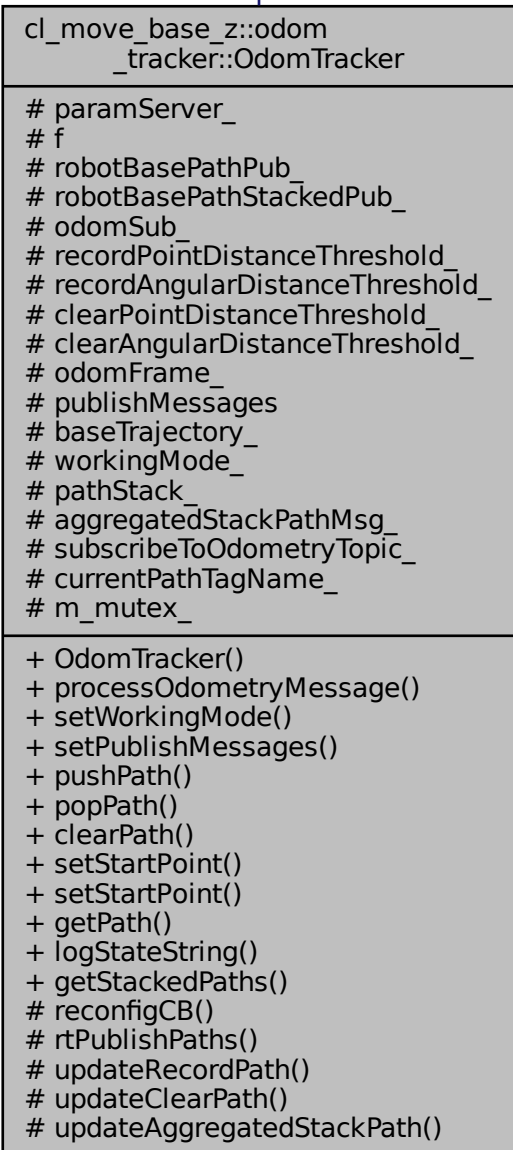 cl_move_base_z::odom
_tracker::OdomTracker
# paramServer_
# f
# robotBasePathPub_
# robotBasePathStackedPub_
# odomSub_
# recordPointDistanceThreshold_
# recordAngularDistanceThreshold_
# clearPointDistanceThreshold_
# clearAngularDistanceThreshold_
# odomFrame_
# publishMessages
# baseTrajectory_
# workingMode_
# pathStack_
# aggregatedStackPathMsg_
# subscribeToOdometryTopic_
# currentPathTagName_
# m_mutex_
+ OdomTracker()
+ processOdometryMessage()
+ setWorkingMode()
+ setPublishMessages()
+ pushPath()
+ popPath()
+ clearPath()
+ setStartPoint()
+ setStartPoint()
+ getPath()
+ logStateString()
+ getStackedPaths()
# reconfigCB()
# rtPublishPaths()
# updateRecordPath()
# updateClearPath()
# updateAggregatedStackPath()